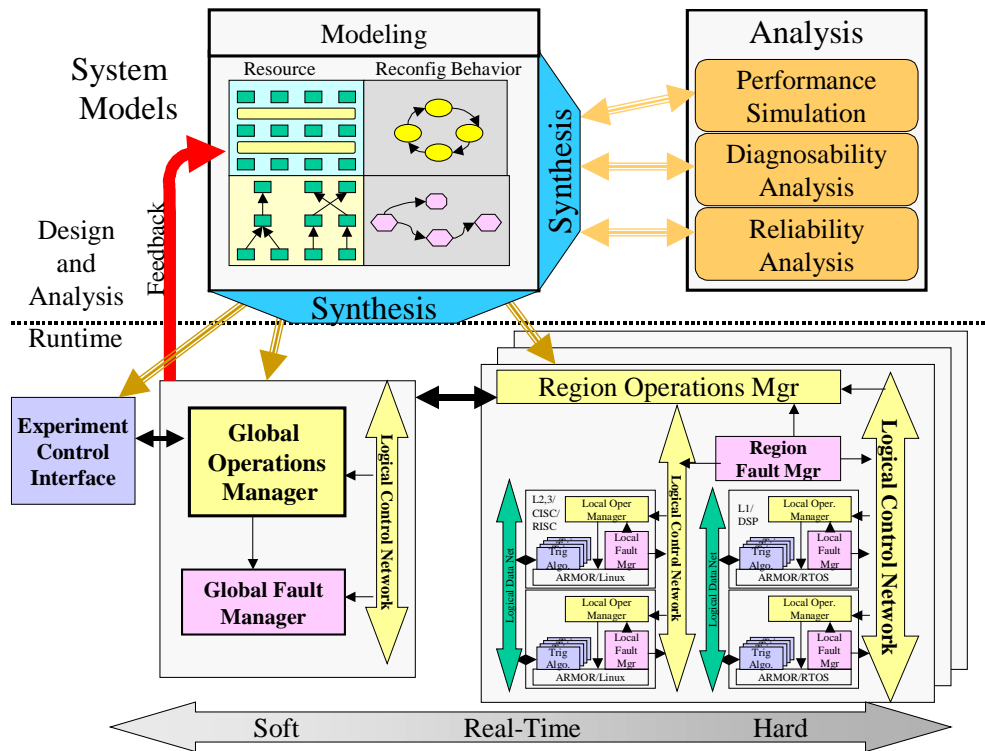 Modeling
Resource
Reconfig Behavior
System
Models
Synthesis
Analysis
Performance
Simulation
Diagnosability
Analysis
Reliability
Analysis
Design
and
Analysis
Feedback
Synthesis
Runtime
Experiment
Control
Interface
Global
Operations
Manager
Global Fault
Manager
Logical Control Network
Region Operations Mgr
Region
Fault Mgr
Logical Control Network
Logical Control Network
Logical Data Net
L2,3/
CISC/
RISC
Local Oper
Manager
Trig
Algo.
Local
Fault
Mgr
ARMOR/Linux
Local Oper
Manager
Trig
Algo.
Local
Fault
Mgr
ARMOR/Linux
Logical Data Net
L1/
DSP
Local Oper.
Manager
Trig
Algo.
Local
Fault
Mgr
ARMOR/RTOS
Local Oper.
Manager
Trig
Algo.
Local
Fault
Mgr
ARMOR/RTOS
Soft
Real-Time
Hard